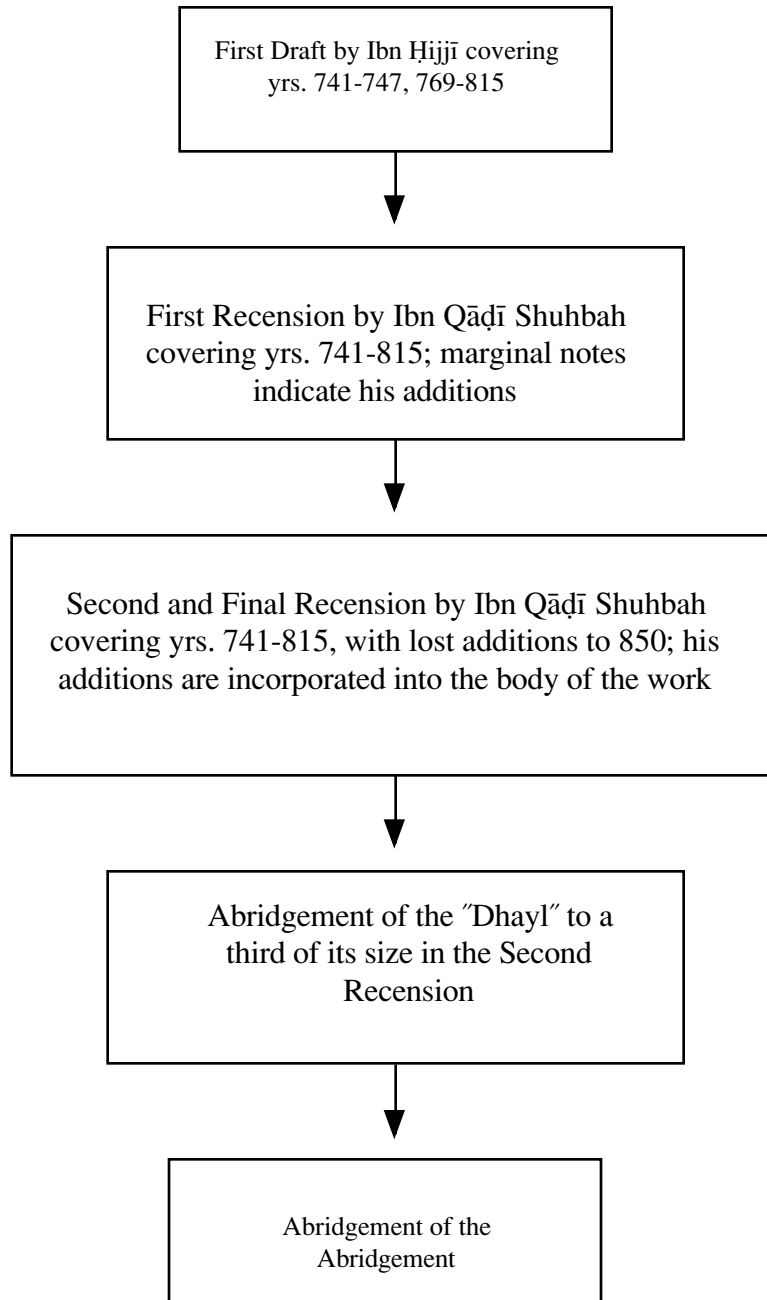 First Draft by Ibn Ḥijjī covering
yrs. 741-747, 769-815
First Recension by Ibn Qāḍī Shuhbah
covering yrs. 741-815; marginal notes
indicate his additions
Second and Final Recension by Ibn Qāḍī Shuhbah
covering yrs. 741-815, with lost additions to 850; his
additions are incorporated into the body of the work
Abridgement of the ˝Dhayl˝ to a
third of its size in the Second
Recension
Abridgement of the
Abridgement